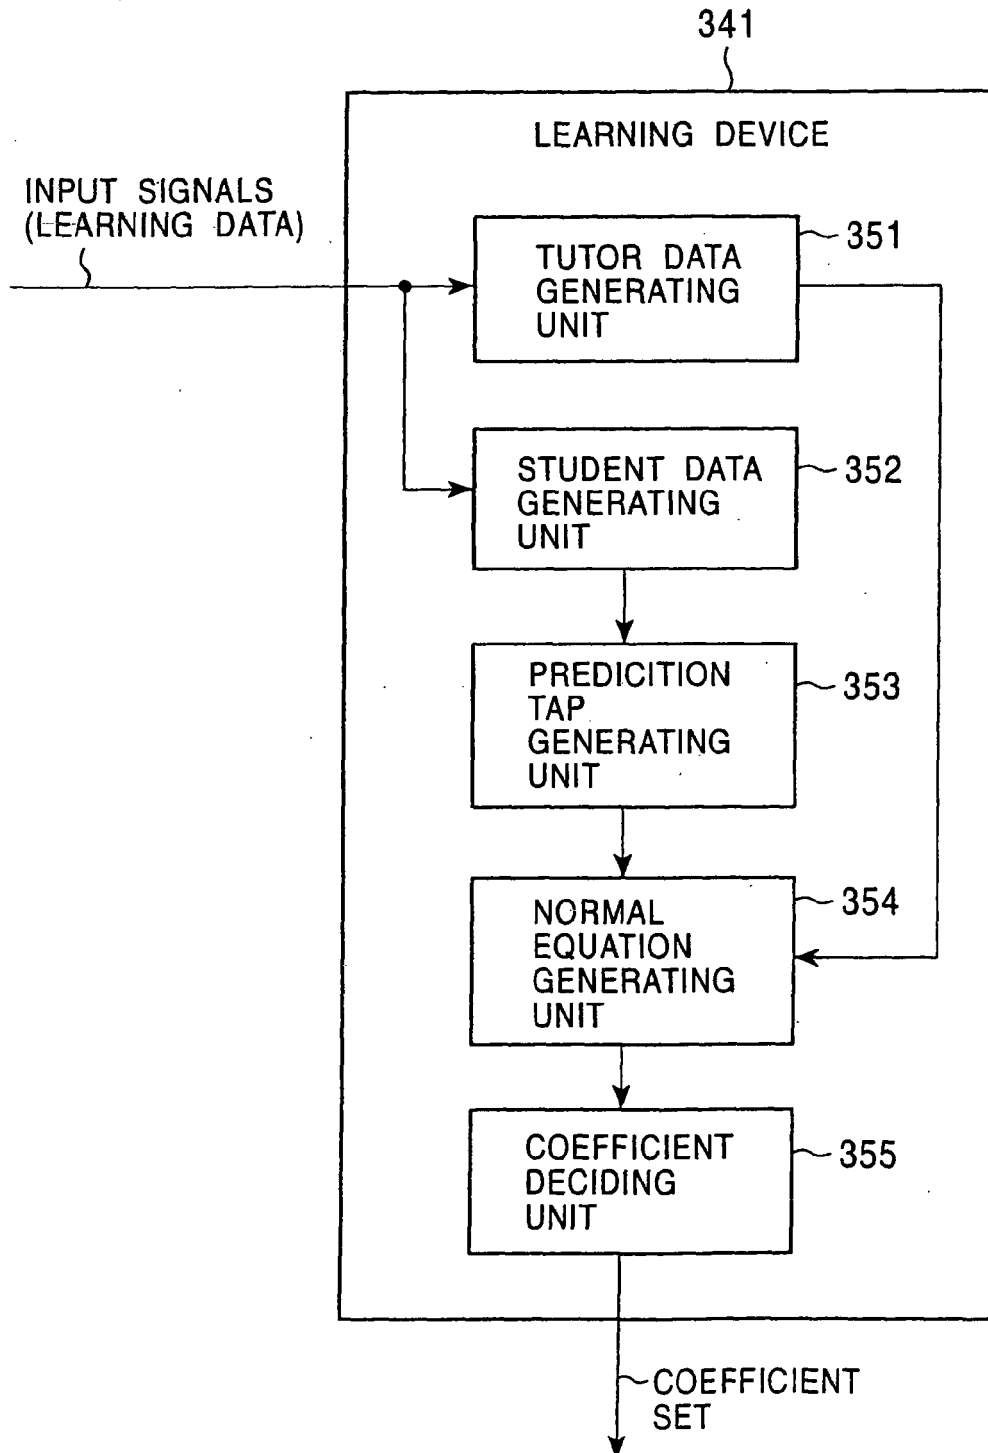 341
LEARNING DEVICE
INPUT SIGNALS
(LEARNING DATA)
TUTOR DATA
GENERATING
UNIT
351
STUDENT DATA
GENERATING
UNIT
352
PREDICITION
TAP
GENERATING
UNIT
353
NORMAL
EQUATION
GENERATING
UNIT
354
COEFFICIENT
DECIDING
UNIT
355
COEFFICIENT
SET